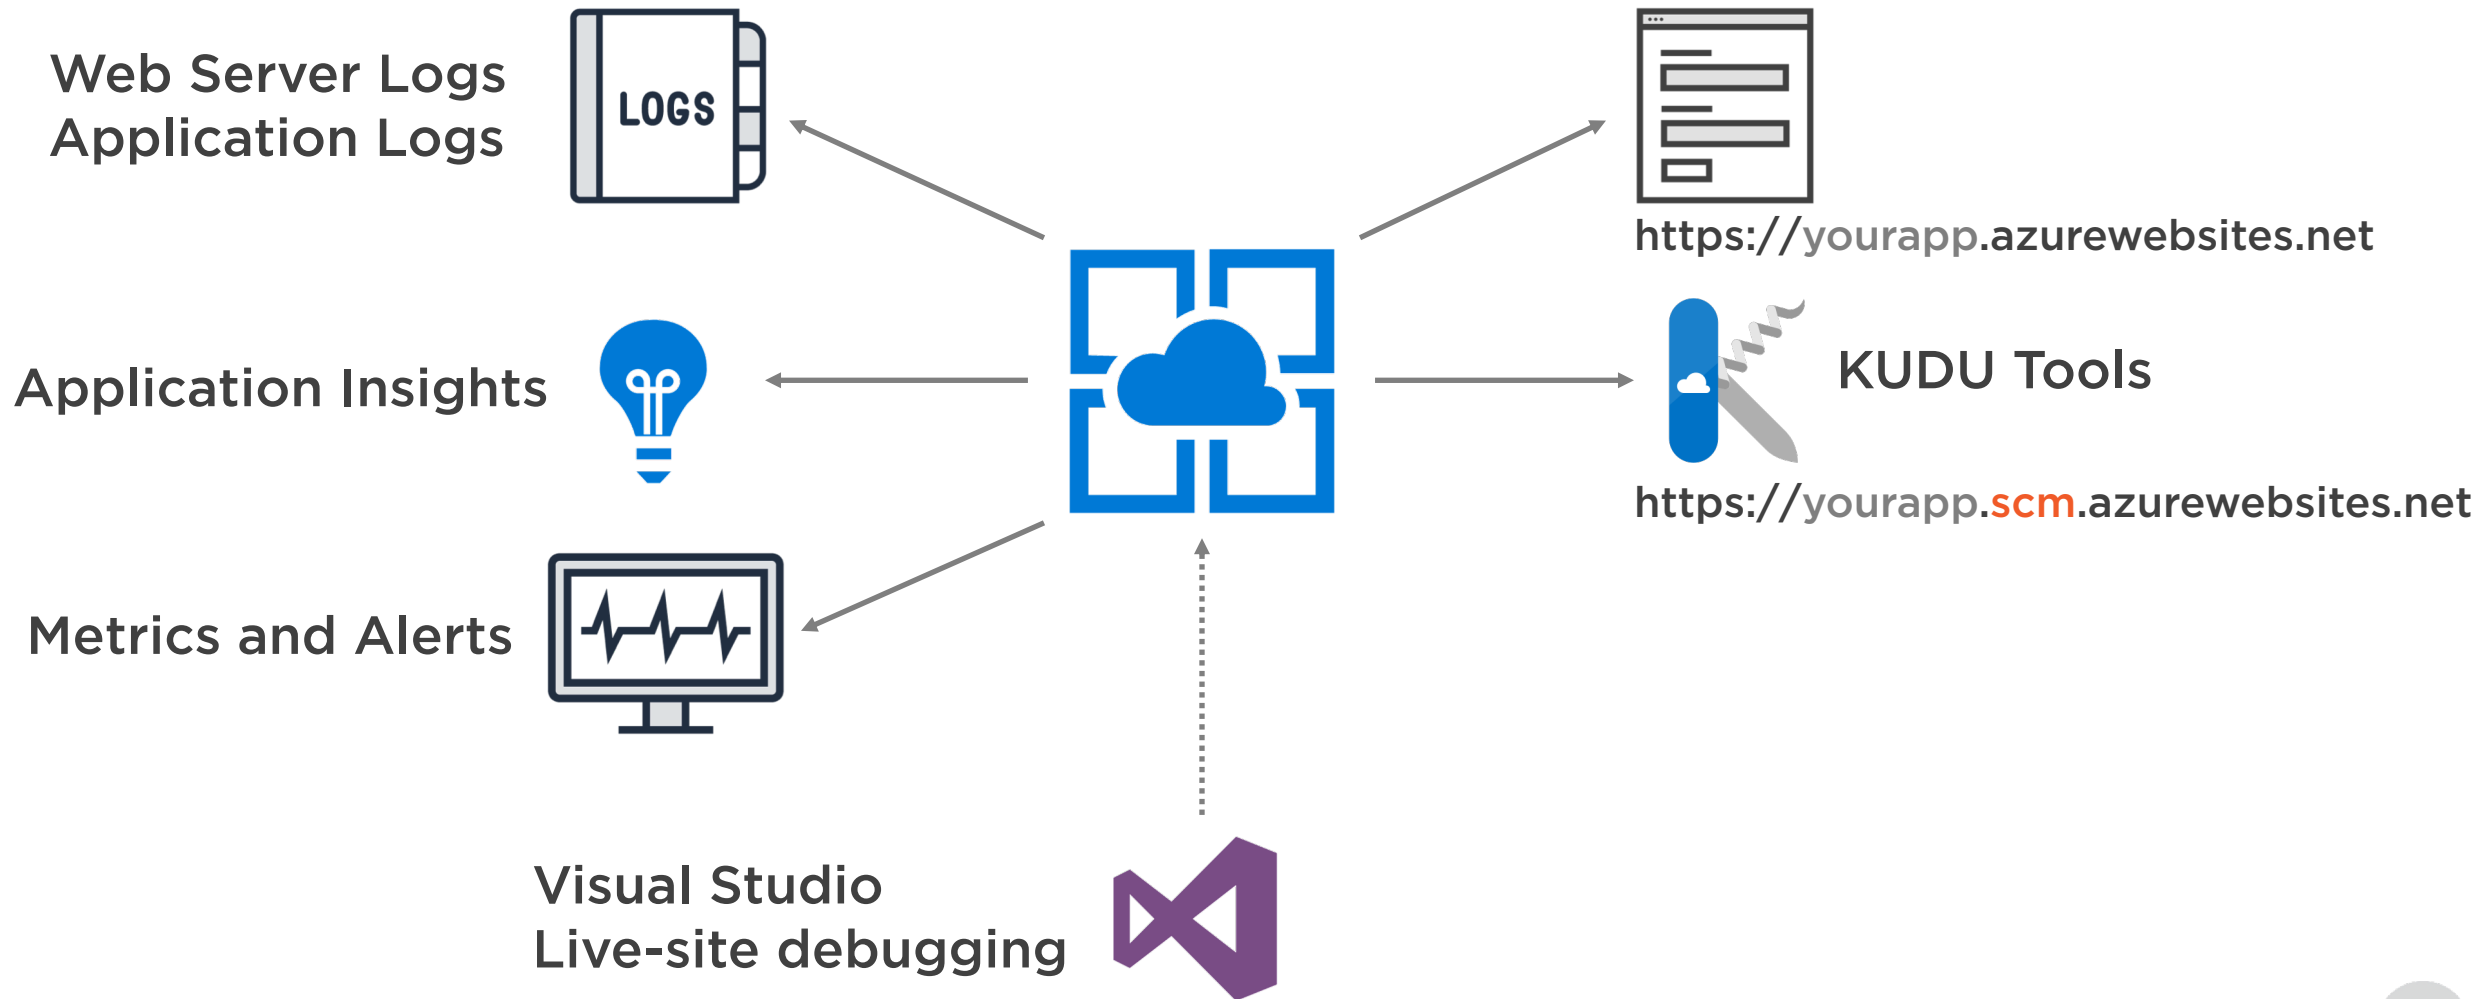 Web Server Logs
Application Logs
LOGS
https://yourapp.azurewebsites.net
Application Insights
KUDU Tools
https://yourapp.scm.azurewebsites.net
Metrics and Alerts
Visual Studio
Live-site debugging